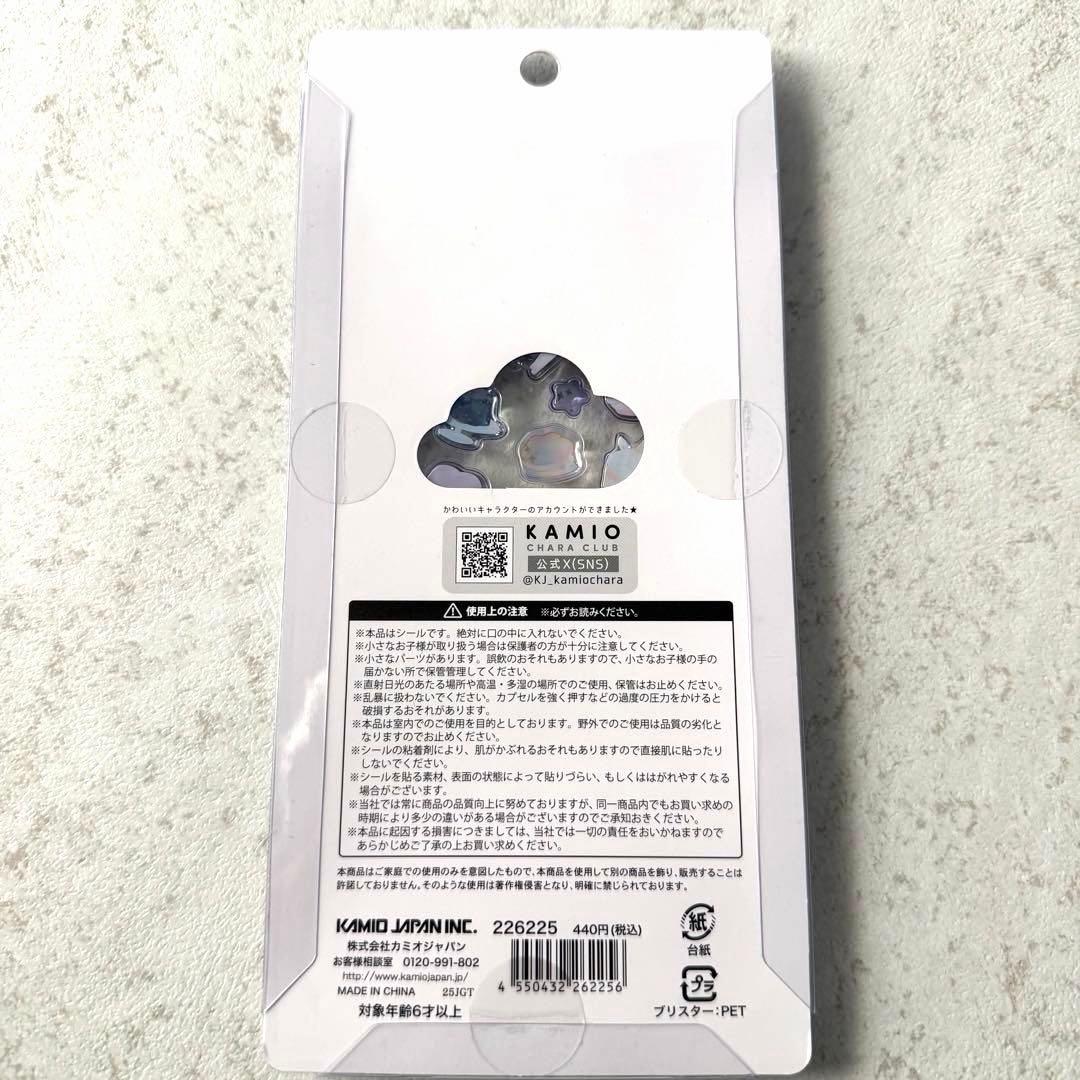 かわいいキャラクターのアカウントができました★
KAMIO
CHARA CLUB
公式X(SNS)
@KJ_kamiochara
使用上の注意 ※必ずお読みください。
※本品はシールです。絶対に口の中に入れないでください。
※小さなお子様が取り扱う場合は保護者の方が十分に注意してください。
※小さなパーツがあります。誤飲のおそれもありますので、小さなお子様の手の
届かない所で保管管理してください。
※直射日光のあたる場所や高温・多湿の場所でのご使用、保管はお止めください。
※乱暴に扱わないでください。カプセルを強く押すなどの過度の圧力をかけると
破損するおそれがあります。
※本品は室内でのご使用を目的としております。野外でのご使用は品質の劣化と
なりますのでお止めください。
※シールの粘着剤により、肌がかぶれるおそれもありますので直接肌に貼ったり
しないでください。
※シールを貼る素材、表面の状態によって貼りづらい、もしくははがれやすくなる
場合がございます。
※当社では常に商品の品質向上に努めておりますが、同一商品内でもお買い求めの
時期により多少の違いがある場合がございますのでご承知おきください。
※本品に起因する損害につきましては、当社では一切の責任をおいかねますので
あらかじめご了承の上お買い求めください。
本商品はご家庭での使用のみを意図したもので、本商品を使用して別の商品を飾り、販売することは
許諾しておりません。そのような使用は著作権侵害となり、明確に禁じられております。
KAMIO JAPAN INC. 226225 440円(税込)
株式会社カミオジャパン
お客様相談室 0120-991-802
http://www.kamiojapan.jp/
MADE IN CHINA 25JGT
対象年齢6才以上
4 550432 262256
紙
台紙
プラ
ブリスター:PET